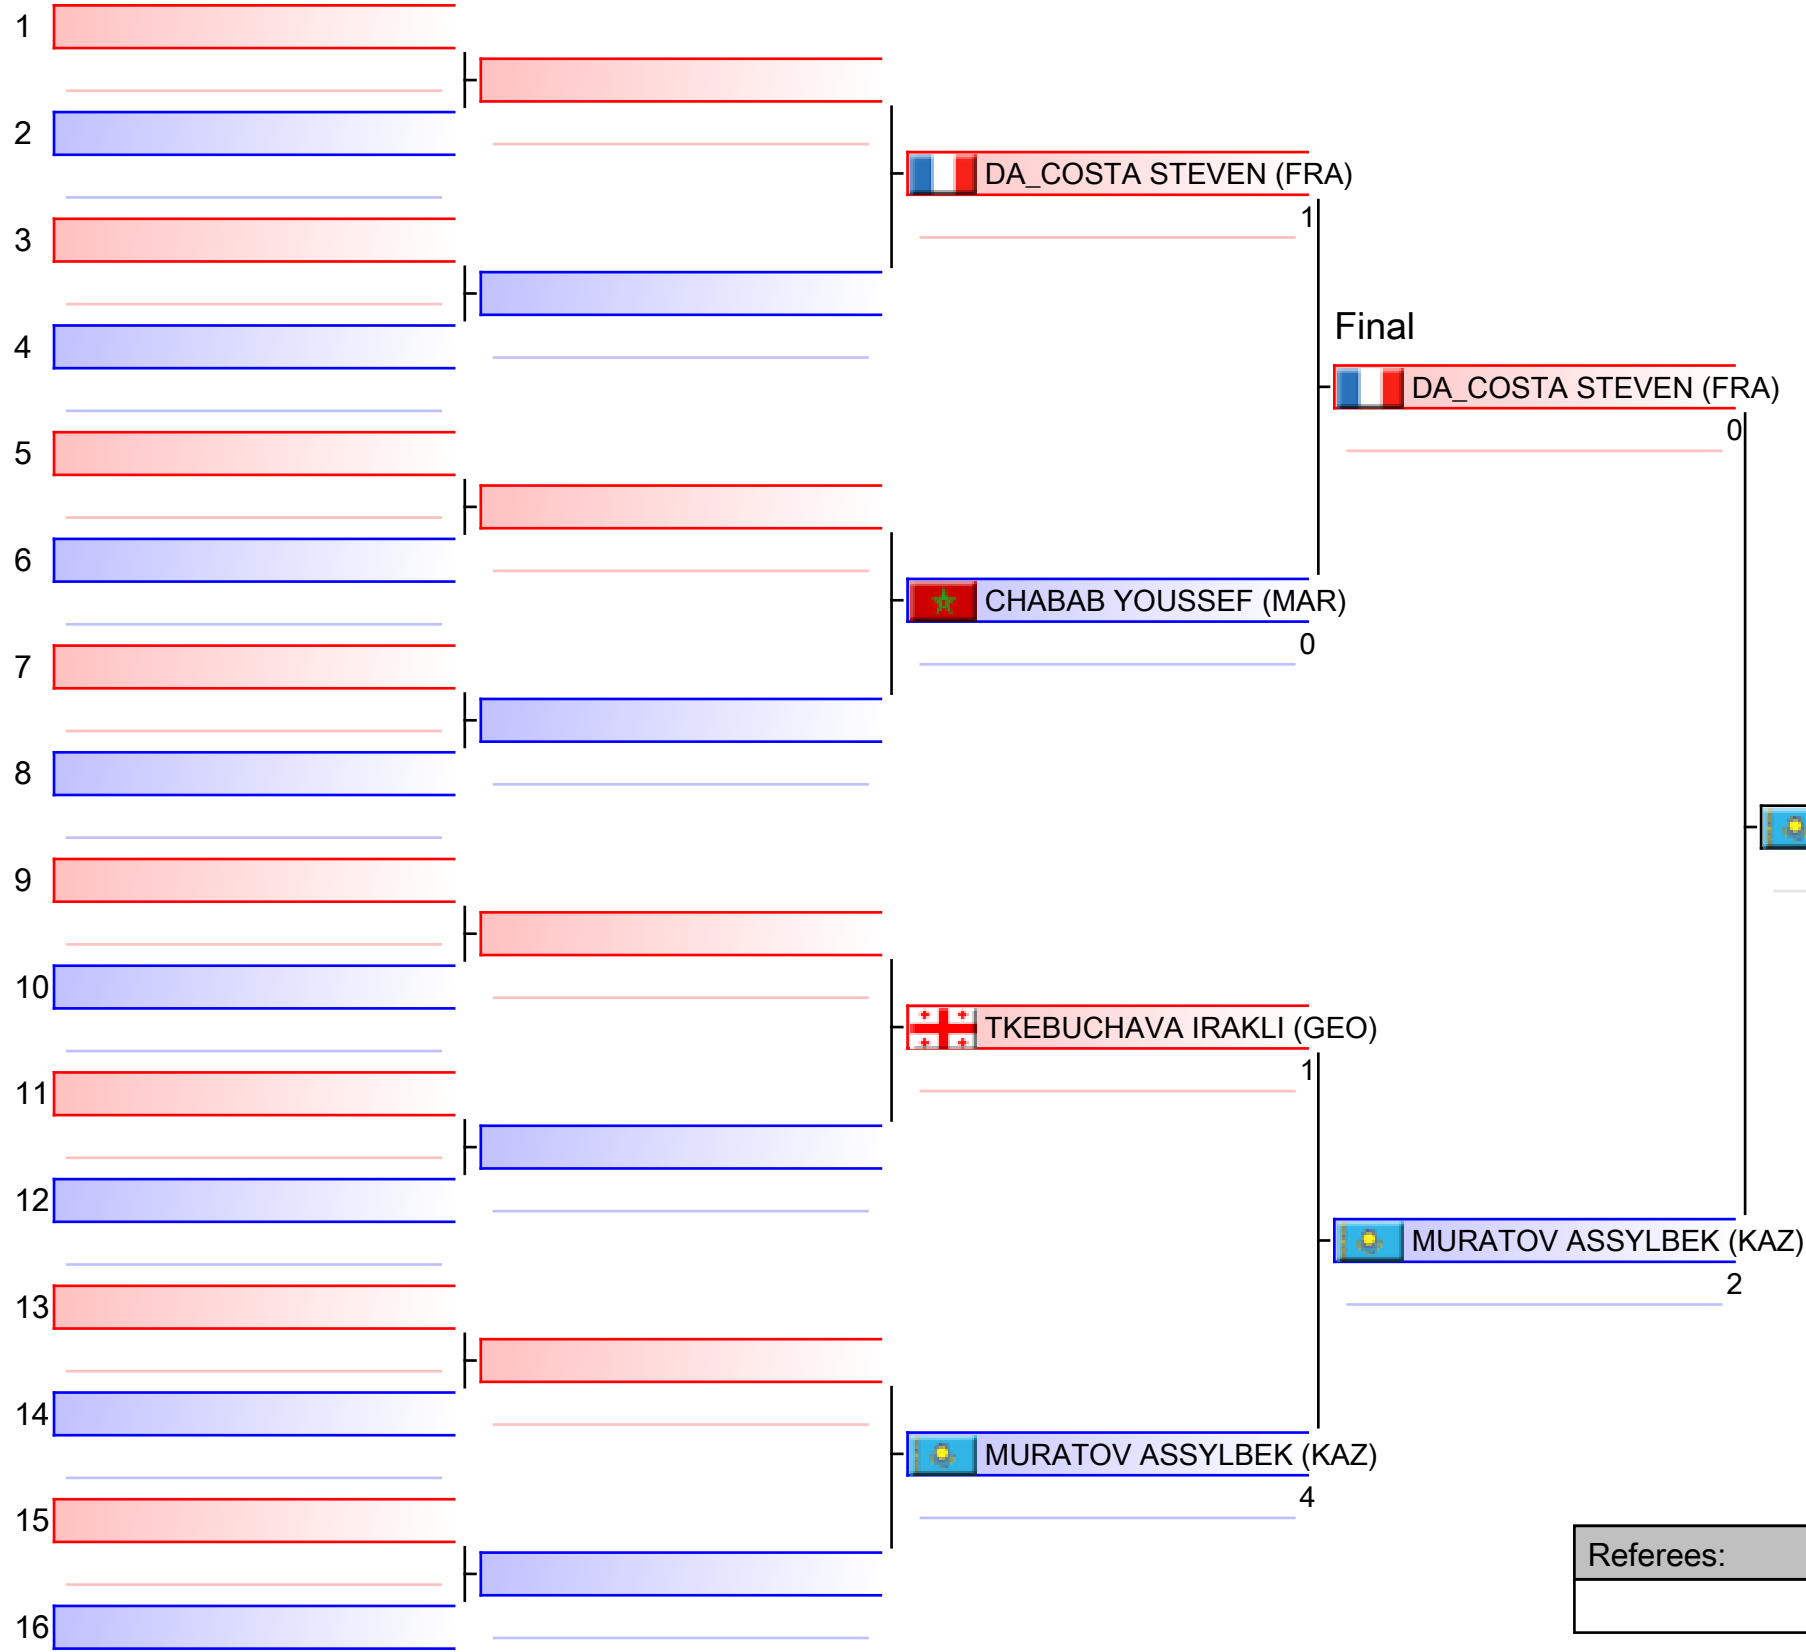 1
2
DA_COSTA STEVEN (FRA)
1
3
Final
4
DA_COSTA STEVEN (FRA)
0
5
6
CHABAB YOUSSEF (MAR)
0
7
8
9
10
TKEBUCHAVA IRAKLI (GEO)
1
11
12
MURATOV ASSYLBEK (KAZ)
2
13
14
MURATOV ASSYLBEK (KAZ)
4
15
Referees:
16